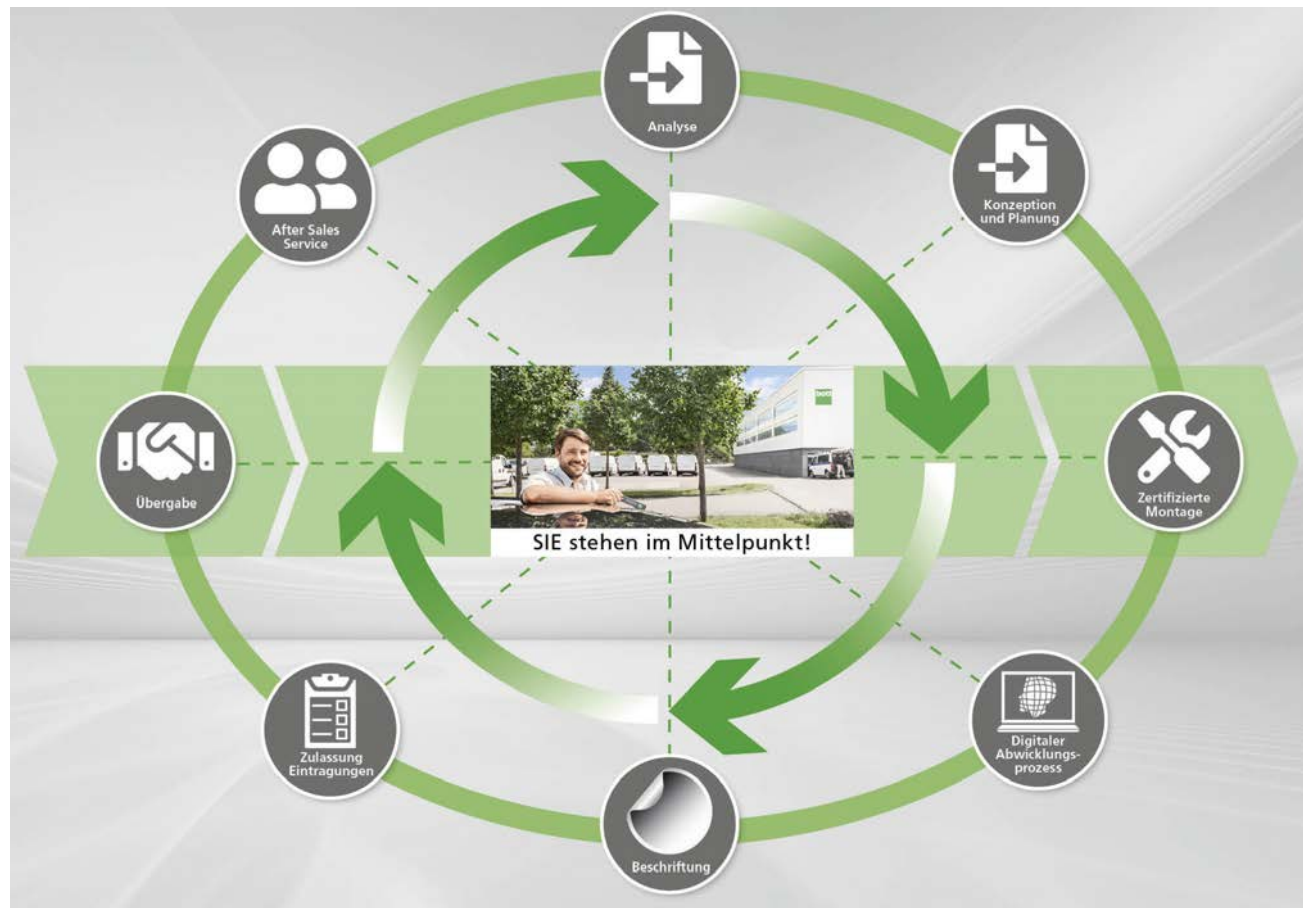 Analyse
Konzeption
und Planung
After Sales
Service
Übergabe
Zertifizierte
Montage
SIE stehen im Mittelpunkt!
Zulassung
Eintragungen
Digitaler
Abwicklungs-
prozess
Beschriftung